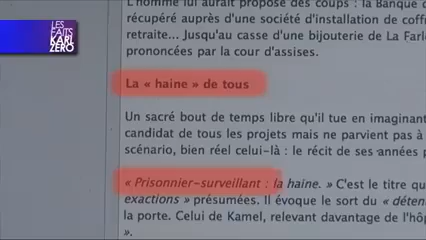 LES
FAITS
KARL
ZÉRO
L'homme lui aurait proposé des coups : la Banque d
récupéré auprès d'une société d'installation de coffr
retraite... Jusqu'au casse d'une bijouterie de La Farle
prononcées par la cour d'assises.
La « haine » de tous
Un sacré bout de temps libre qu'il tue en imaginant
candidat de tous les projets mais ne parvient pas à
scénario, bien réel celui-là : le récit de ses années p
« Prisonnier-surveillant : la haine. » C'est le titre qu
exactions » présumées. Il évoque le sort du « déten
la porte. Celui de Kamel, relevant davantage de l'hôp
».